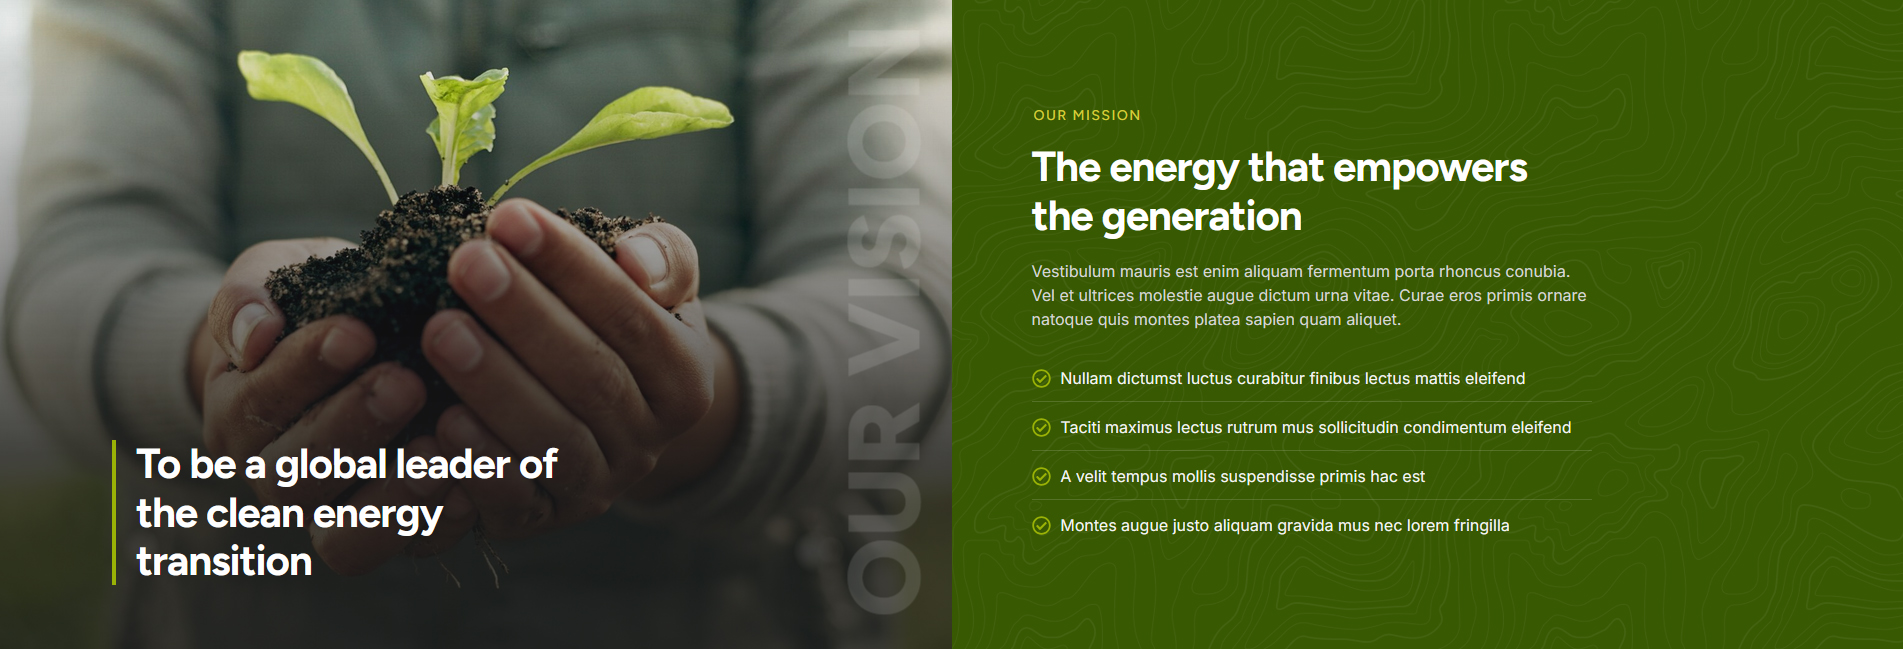 OUR VISION
To be a global leader of
the clean energy
transition
OUR MISSION
The energy that empowers
the generation
Vestibulum mauris est enim aliquam fermentum porta rhoncus conubia.
Vel et ultrices molestie augue dictum urna vitae. Curae eros primis ornare
natoque quis montes platea sapien quam aliquet.
Nullam dictumst luctus curabitur finibus lectus mattis eleifend
Taciti maximus lectus rutrum mus sollicitudin condimentum eleifend
A velit tempus mollis suspendisse primis hac est
Montes augue justo aliquam gravida mus nec lorem fringilla